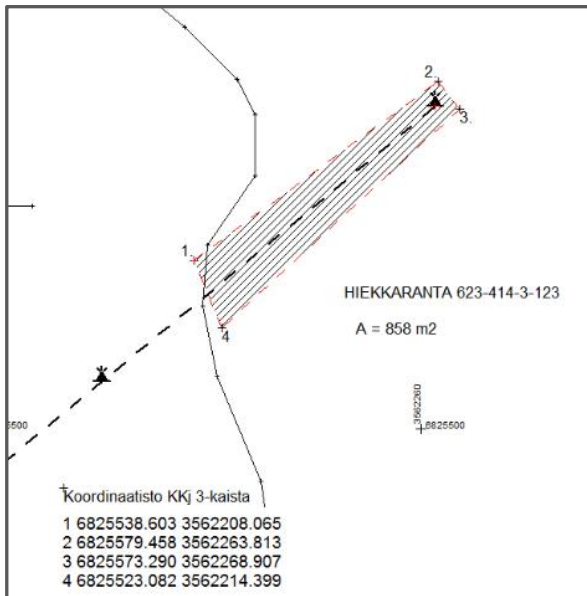 2.
3.
1.
HIEKKARANTA 623-414-3-123
A = 858 m2
4
3562260
5500
6825500
Koordinaatisto KKj 3-kaista
1 6825538.603 3562208.065
2 6825579.458 3562263.813
3 6825573.290 3562268.907
4 6825523.082 3562214.399